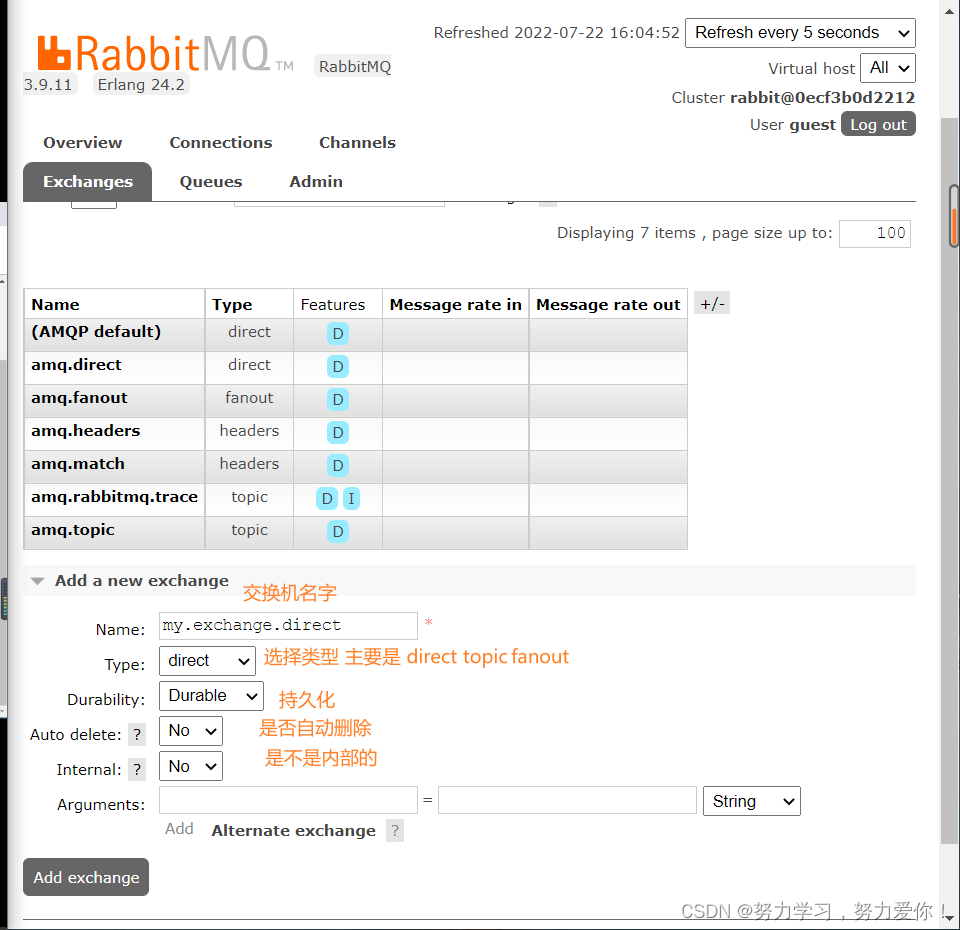 Refreshed 2022-07-22 16:04:52 Refresh every 5 seconds
RabbitMQ TM RabbitMQ
3.9.11 Erlang 24.2
Virtual host All
Cluster rabbit@0ecf3b0d2212
User guest Log out
Overview Connections Channels
Exchanges Queues Admin
Displaying 7 items , page size up to: 100
Name Type Features Message rate in Message rate out +/-
(AMQP default) direct D
amq.direct direct D
amq.fanout fanout D
amq.headers headers D
amq.match headers D
amq.rabbitmq.trace topic D I
amq.topic topic D
Add a new exchange
交换机名字
Name: my.exchange.direct *
Type: direct 选择类型 主要是 direct topic fanout
Durability: Durable 持久化
Auto delete: ? No 是否自动删除
Internal: ? No 是不是内部的
Arguments: = String
Add Alternate exchange ?
Add exchange
CSDN @努力学习，努力爱你！